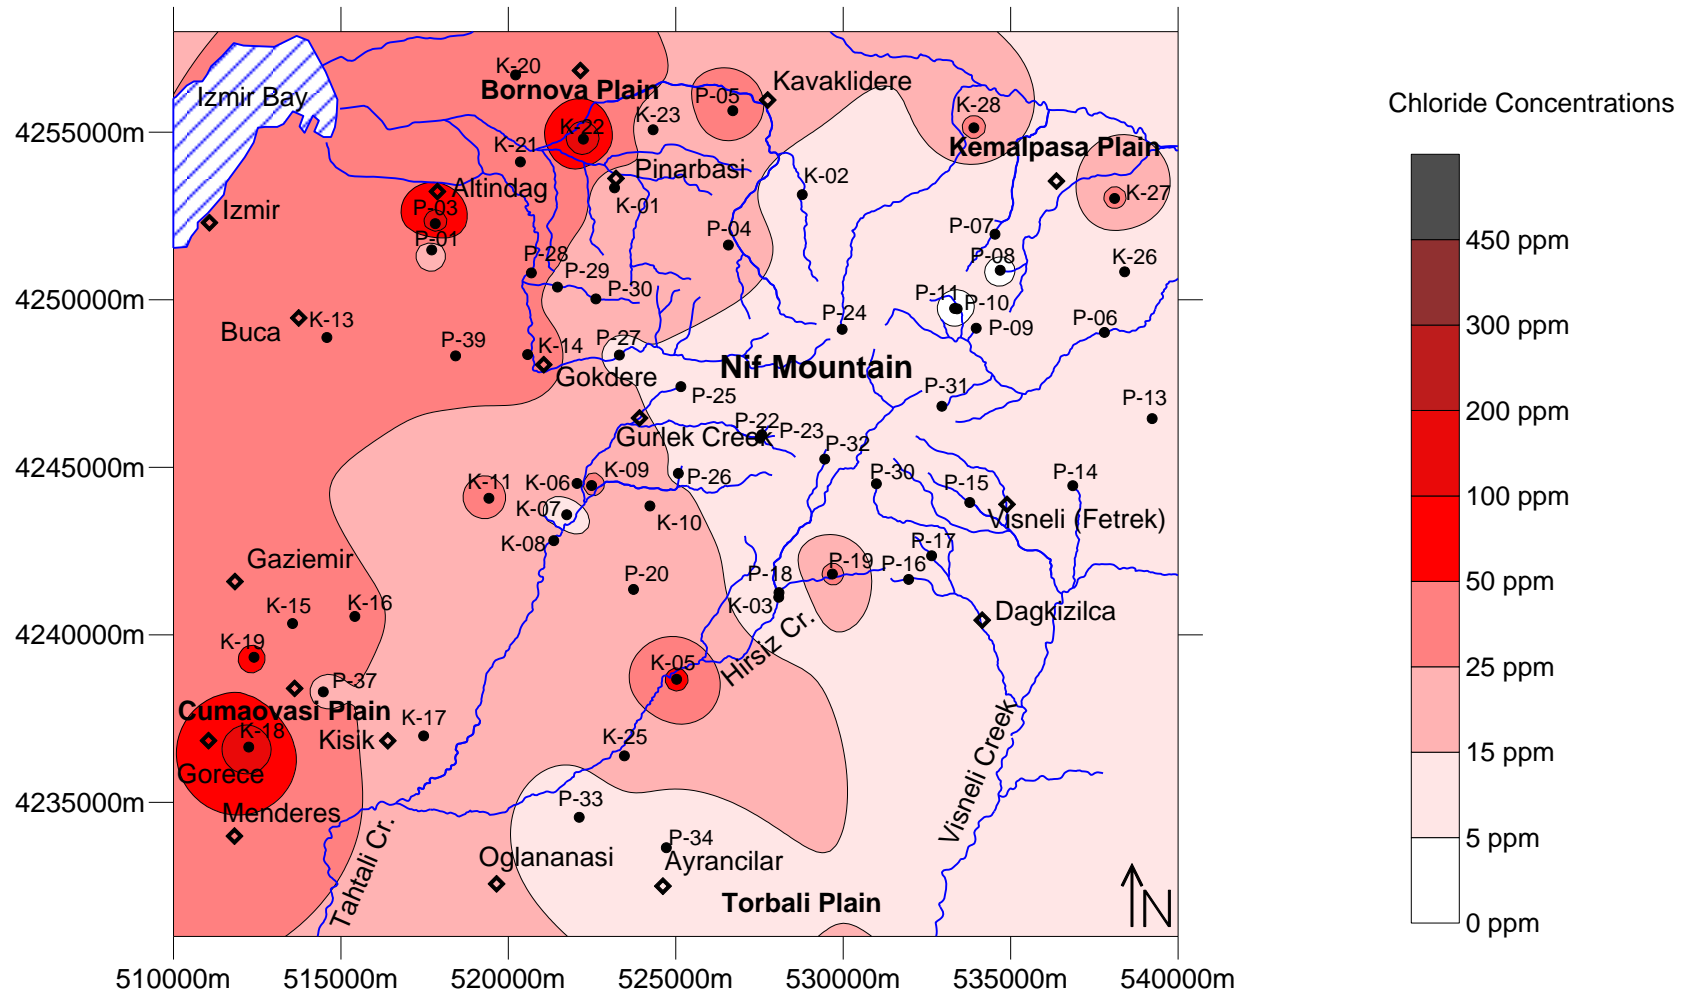 Chloride Concentrations
450 ppm
300 ppm
200 ppm
100 ppm
50 ppm
25 ppm
15 ppm
5 ppm
0 ppm
4255000m
4250000m
4245000m
4240000m
4235000m
510000m
515000m
520000m
525000m
530000m
535000m
540000m
K-20
Bornova Plain
Izmir Bay
P-05
Kavaklidere
K-28
K-23
K-22
K-21
Kemalpasa Plain
Pinarbasi
K-02
K-27
Altindag
K-01
P-03
Izmir
P-01
P-04
P-07
P-08
K-26
P-28
P-29
P-30
P-11
P-10
P-09
P-06
Buca
K-13
P-39
K-14
P-27
P-24
Gokdere
Nif Mountain
P-25
P-31
P-13
P-22
P-23
Gurlek Creek
P-32
K-11
K-06
K-09
P-26
P-30
P-15
P-14
K-07
K-10
Visneli (Fetrek)
K-08
P-17
Gaziemir
P-19
P-16
P-20
P-18
K-03
K-15
K-16
Dagkizilca
K-19
K-05
Hirsiz Cr.
P-37
Cumaovasi Plain
K-18
K-17
Kisik
K-25
Gorece
Visneli Creek
Menderes
P-33
P-34
Oglananasi
Ayrancilar
Tahtali Cr.
Torbali Plain
N